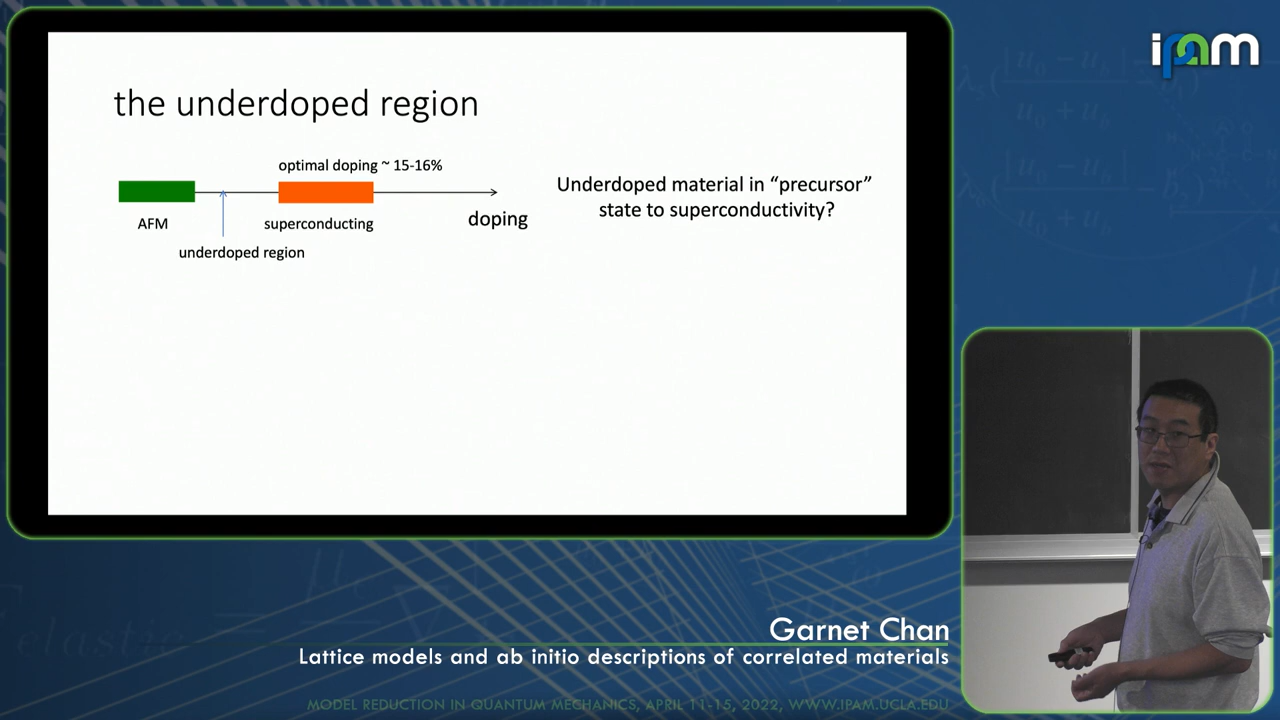 the underdoped region
optimal doping ~ 15-16%
AFM
superconducting
doping
underdoped region
Underdoped material in “precursor”
state to superconductivity?
ipam
Garnet Chan
Lattice models and ab initio descriptions of correlated materials
MODEL REDUCTION IN QUANTUM MECHANICS, APRIL 11-15, 2022, WWW.IPAM.UCLA.EDU
elastic